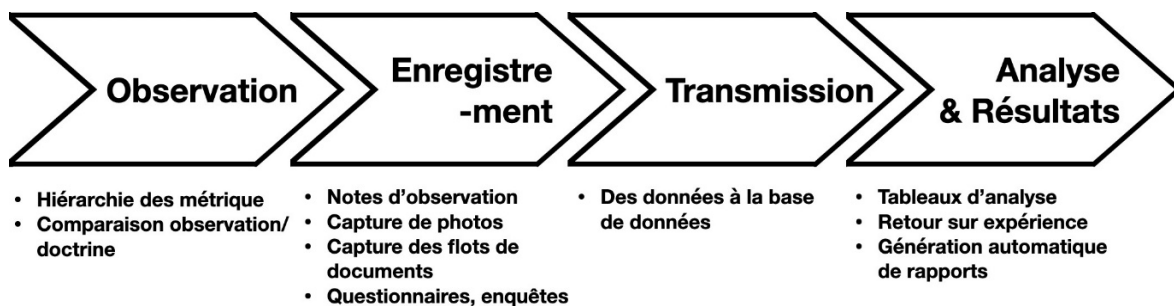 Observation
Enregistre
-ment
Transmission
Analyse
& Résultats
• Hiérarchie des métrique
• Comparaison observation/
doctrine
• Notes d'observation
• Capture de photos
• Capture des flots de
documents
• Questionnaires, enquêtes
• Des données à la base
de données
• Tableaux d'analyse
• Retour sur expérience
• Génération automatique
de rapports